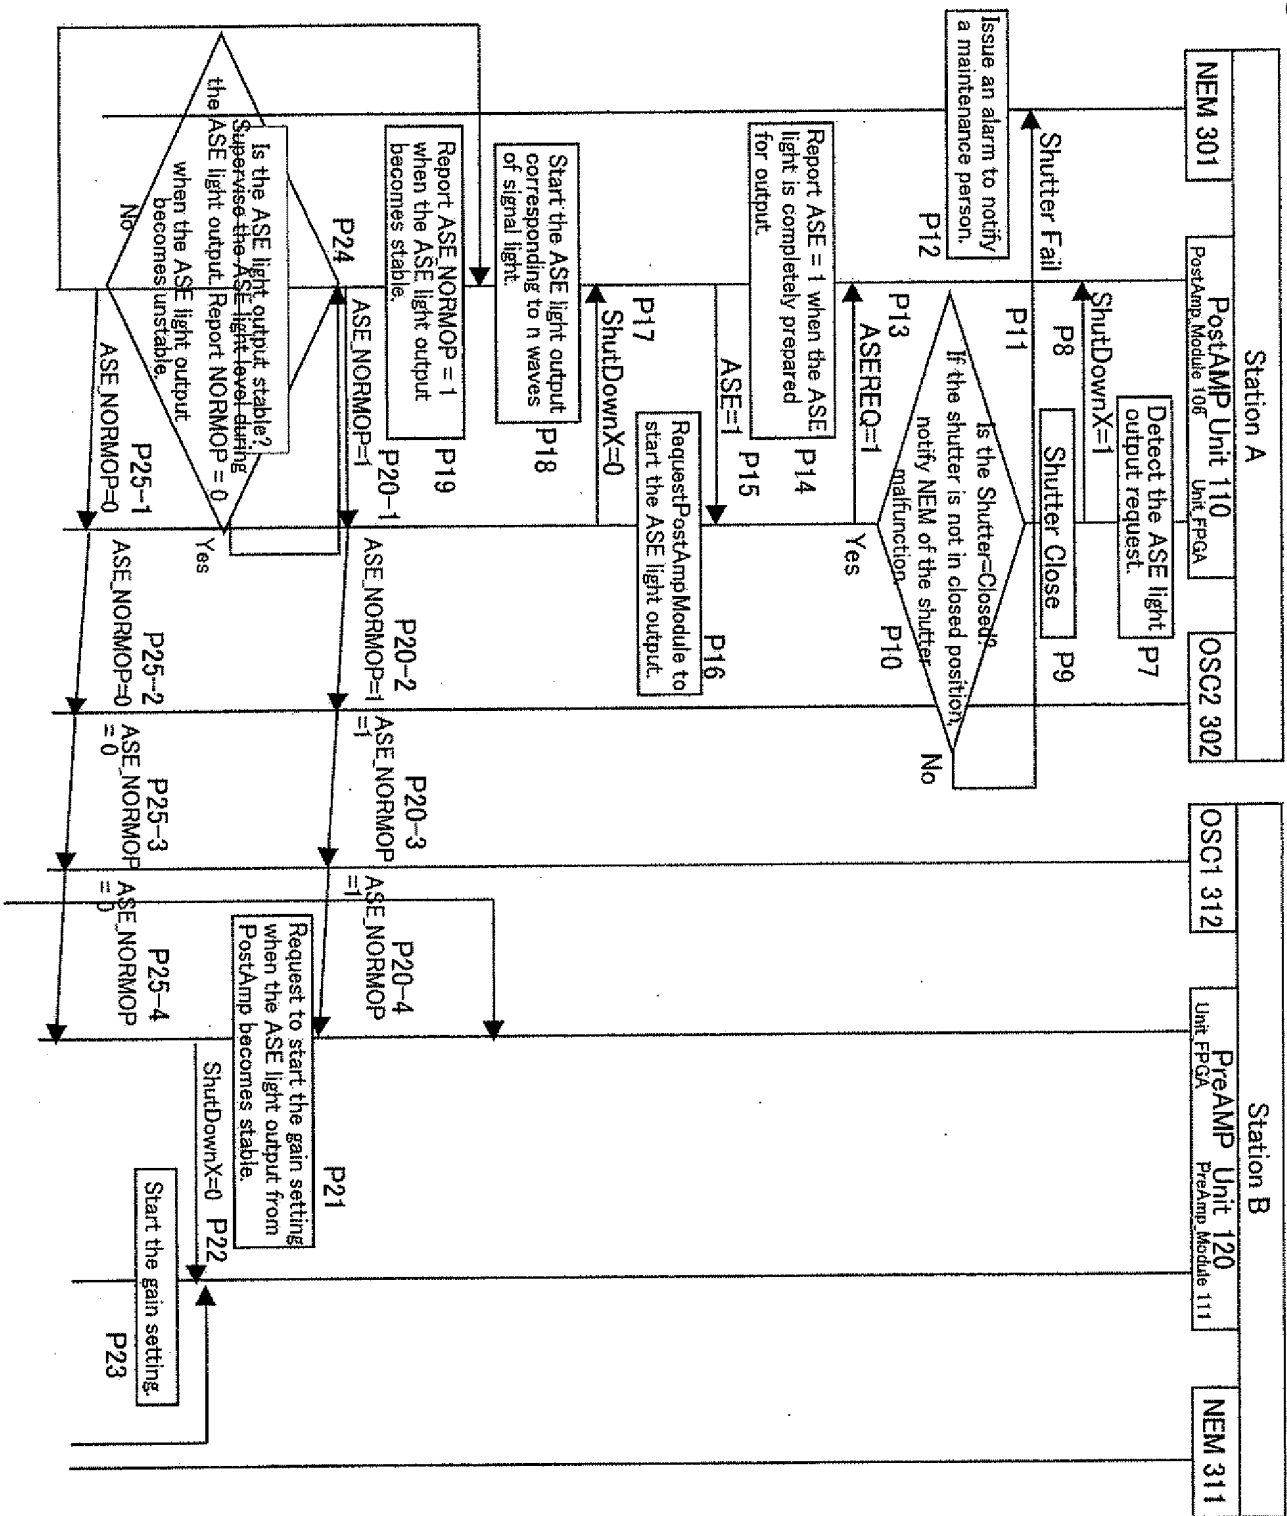 Station A
Station B
NEM 301
PostAMP Unit 110
PostAmp_Module 106
Unit_FPGA
OSC2 302
OSC1 312
PreAMP Unit 120
Unit_FPGA
PreAmp_Module 111
NEM 311
Detect the ASE light
output request.
P7
ShutDownX=1
P8
Shutter Close
P9
Shutter Fail
P11
Is the Shutter=Closed?
If the shutter is not in closed position,
notify NEM of the shutter
malfunction.
P10
No
Yes
Issue an alarm to notify
a maintenance person.
P12
P13
ASEREQ=1
Report ASE = 1 when the ASE
light is completely prepared
for output.
P14
ASE=1
P15
RequestPostAmpModule to
start the ASE light output.
P16
P17
ShutDownX=0
Start the ASE light output
corresponding to n waves
of signal light.
P18
Report ASE_NORMOP = 1
when the ASE light output
becomes stable.
P19
P20-1
ASE_NORMOP=1
P20-2
ASE_NORMOP=1
P20-3
ASE_NORMOP
=1
P20-4
ASE_NORMOP
=1
Request to start the gain setting
when the ASE light output from
PostAmp becomes stable.
P21
P24
Is the ASE light output stable?
Supervise the ASE light level during
the ASE light output. Report NORMOP = 0
when the ASE light output
becomes unstable.
No
Yes
ShutDownX=0
P22
Start the gain setting.
P23
P25-1
ASE_NORMOP=0
P25-2
ASE_NORMOP=0
P25-3
ASE_NORMOP
= 0
P25-4
ASE_NORMOP
= 0